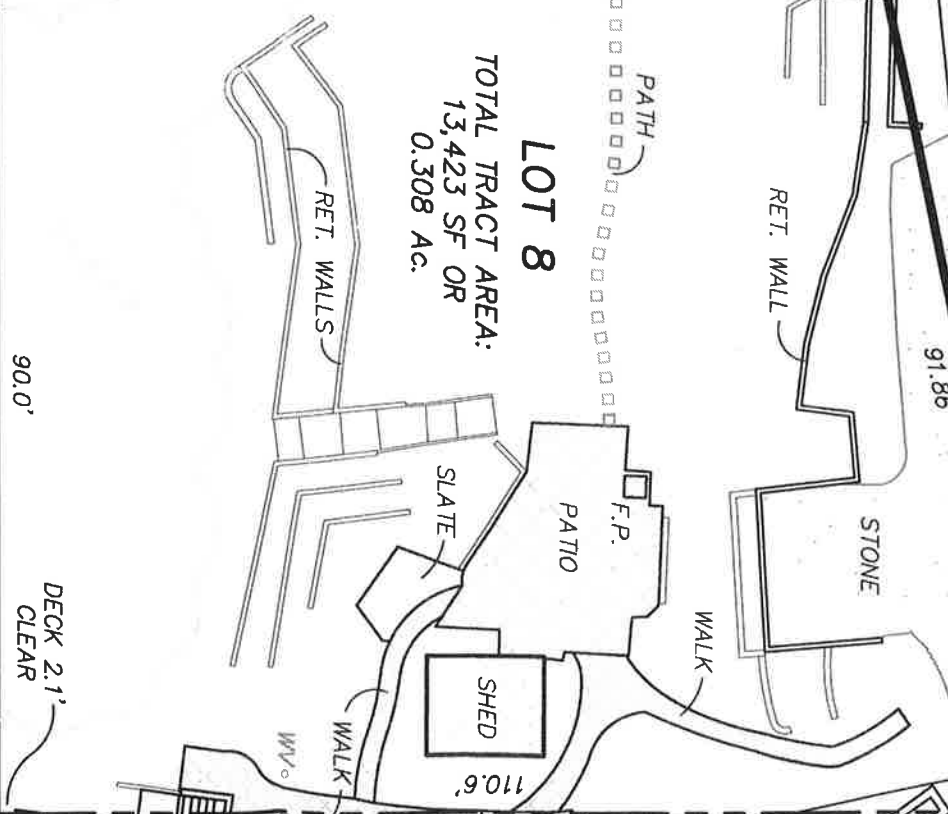 91.86
PATH
RET. WALL
LOT 8
TOTAL TRACT AREA:
13,423 SF OR
0.308 Ac.
RET. WALLS
90.0'
STONE
F.P.
PATIO
SLATE
WALK
SHED
DECK 2.1'
CLEAR
WALK
WV
110.6'